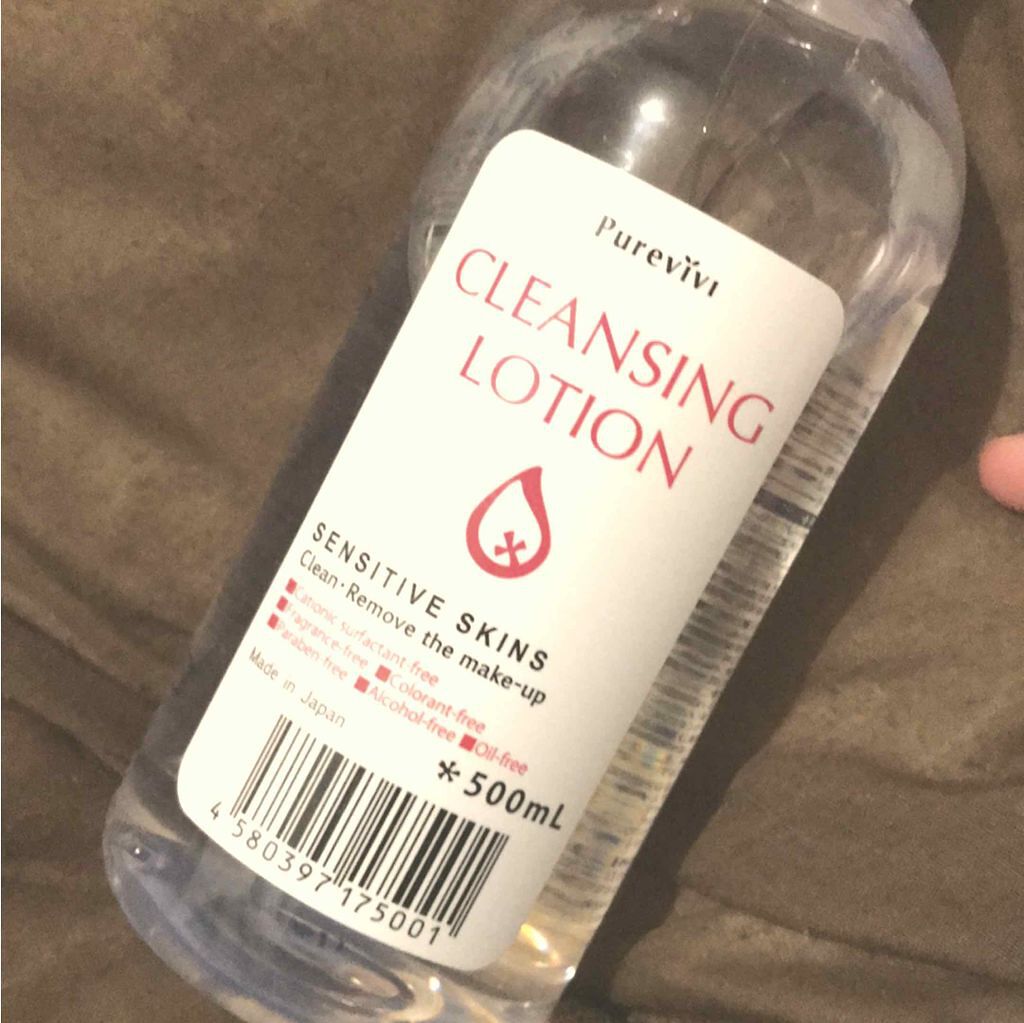 Purevivi
CLEANSING
LOTION
SENSITIVE SKINS
Clean·Remove the make-up
■Cationic surfactant-free
■Fragrance-free ■Colorant-free
■Paraben-free ■Alcohol-free ■Oil-free
Made in Japan
*500mL
4 580397 175001